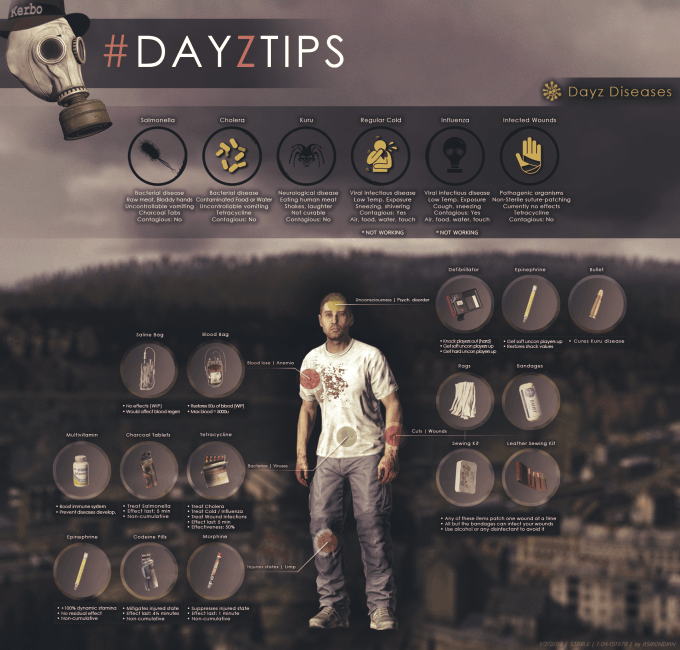 Kerbo
#DAYZTIPS
Dayz Diseases
Salmonella
Bacterial disease
Raw meat, Bloody hands
Uncontrollable vomiting
Charcoal Tabs
Contagious: No
Cholera
Bacterial disease
Contaminated Food or Water
Uncontrollable vomiting
Tetracycline
Contagious: No
Kuru
Neurological disease
Eating human meat
Shakes, laughter
Not curable
Contagious: No
Regular Cold
Viral infectious disease
Low Temp, Exposure
Sneezing, shivering
Contagious: Yes
Air, food, water, touch
* NOT WORKING
Influenza
Viral infectious disease
Low Temp, Exposure
Cough, sneezing
Contagious: Yes
Air, food, water, touch
* NOT WORKING
Infected Wounds
Pathogenic organisms
Non-Sterile suture-patching
Currently no effects
Tetracycline
Contagious: No
Unconsciousness | Psych. disorder
Defibrillator
• Knock players out (hard)
• Get soft uncon players up
• Get hard uncon players up
Epinephrine
• Get soft uncon players up
• Restores shock values
Bullet
• Cures Kuru disease
Saline Bag
• No effects (WIP)
• Would affect blood regen
Blood Bag
• Restores 50u of blood (WIP)
• Max blood = 5000u
Blood lose | Anemia
Rags
Bandages
Cuts | Wounds
Sewing Kit
Leather Sewing Kit
• Any of these items patch one wound at a time
• All but the bandages can infect your wounds
• Use alcohol or any disinfectant to avoid it
Multivitamin
• Boost immune system
• Prevent diseases develop.
Charcoal Tablets
• Treat Salmonella
• Effect last: 5 min
• Non-cumulative
Tetracycline
• Treat Cholera
• Treat Cold / Influenza
• Treat Wound Infections
• Effect last: 5 min
• Effectiveness: 50%
Bacterias | Viruses
Epinephrine
• +100% dynamic stamina
• No residual effect
• Non-cumulative
Codeine Pills
• Mitigates injured state
• Effect last: 4½ minutes
• Non-cumulative
Morphine
• Suppresses injured state
• Effect last: 1 minute
• Non-cumulative
Injuries states | Limp